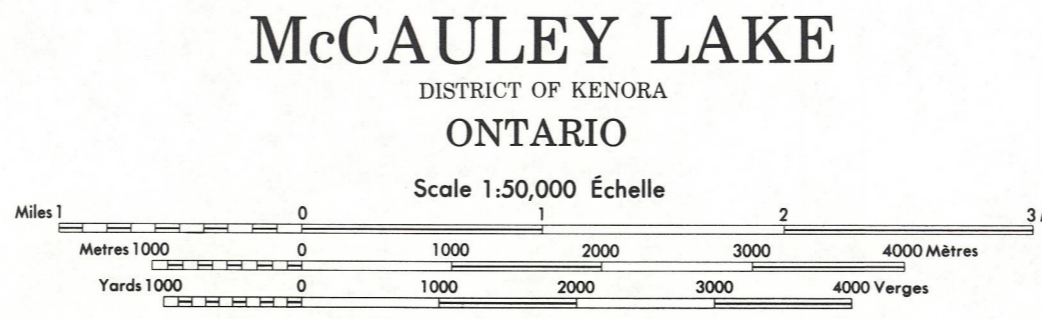 McCAULEY LAKE
DISTRICT OF KENORA
ONTARIO
Scale 1:50,000 Échelle
Miles 1 0 1 2 3
Metres 1000 0 1000 2000 3000 4000 Mètres
Yards 1000 0 1000 2000 3000 4000 Verges